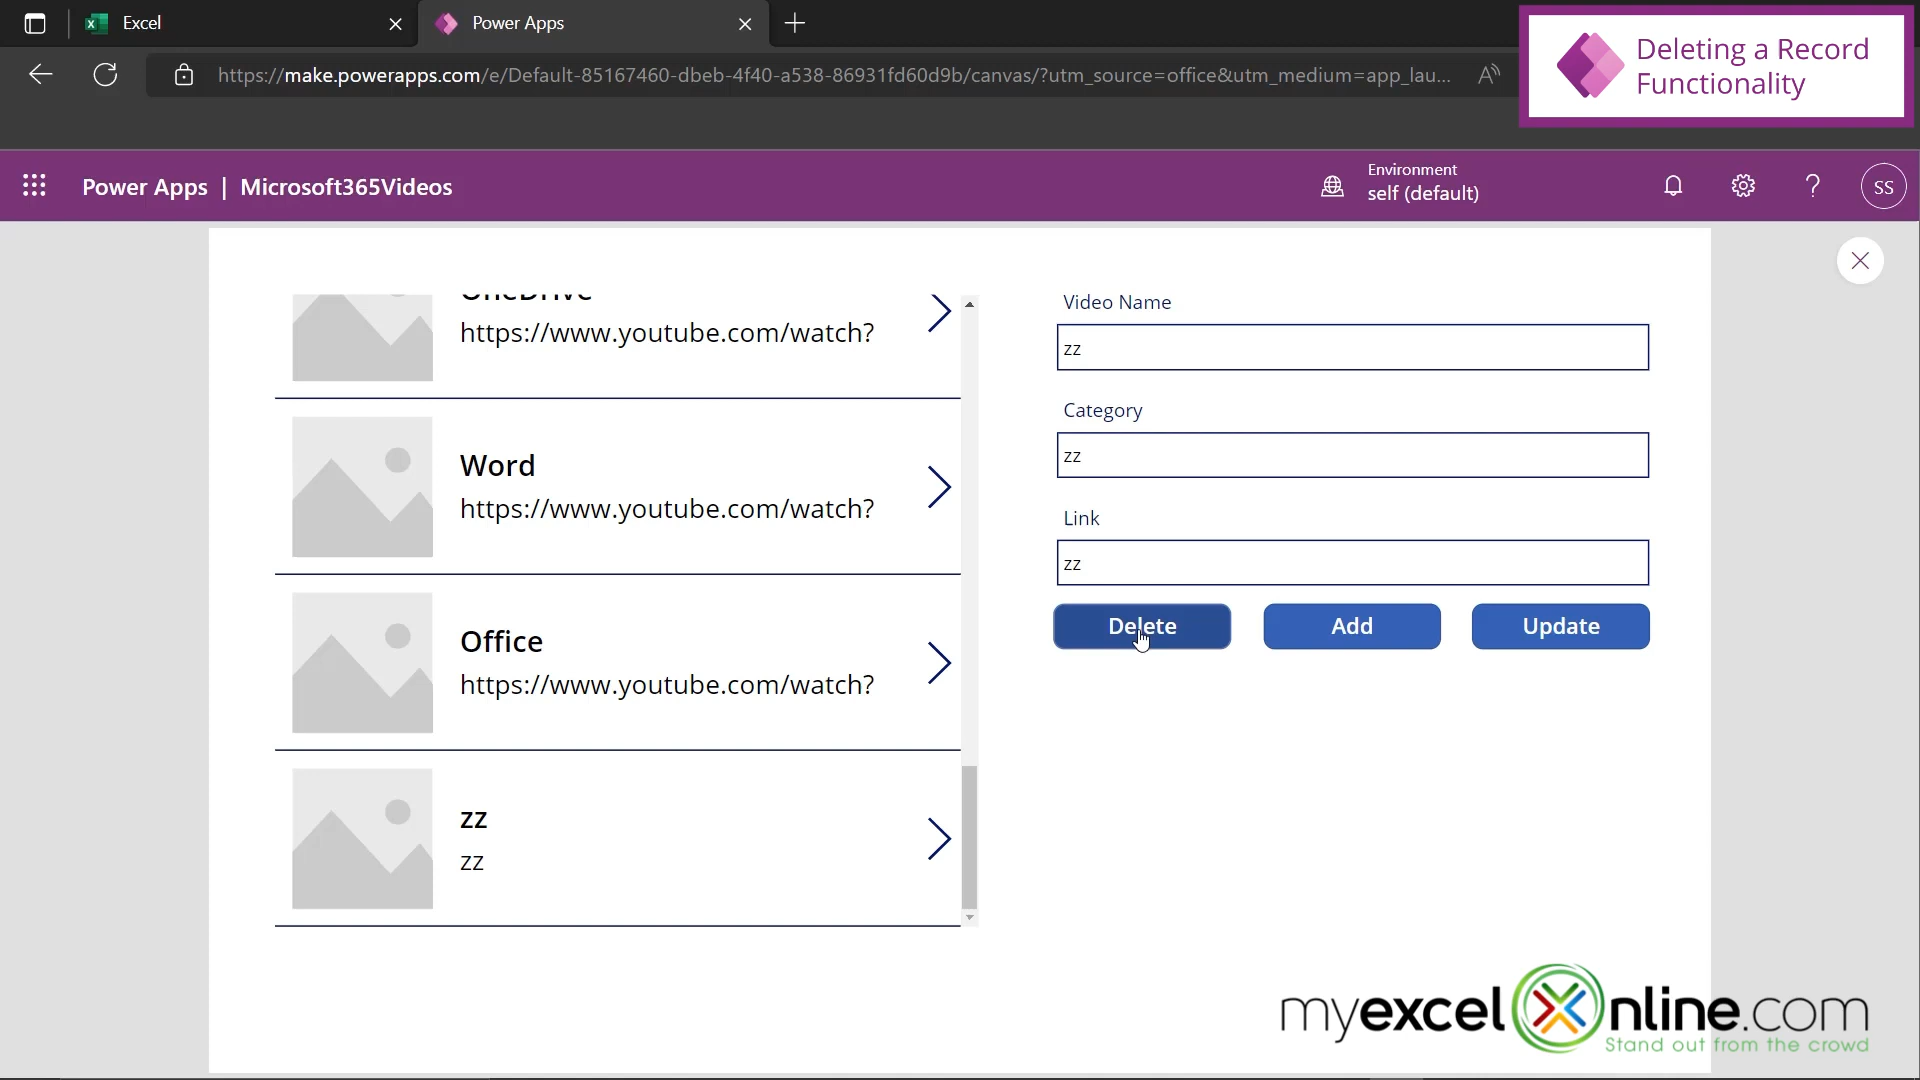 Excel
Power Apps
https://make.powerapps.com/e/Default-85167460-dbeb-4f40-a538-86931fd60d9b/canvas/?utm_source=office&utm_medium=app_lau...
Deleting a Record
Functionality
Power Apps | Microsoft365Videos
Environment
self (default)
?
SS
OneDrive
https://www.youtube.com/watch?
Word
https://www.youtube.com/watch?
Office
https://www.youtube.com/watch?
zz
zz
Video Name
zz
Category
zz
Link
zz
Delete
Add
Update
myexcelOnline.com
Stand out from the crowd